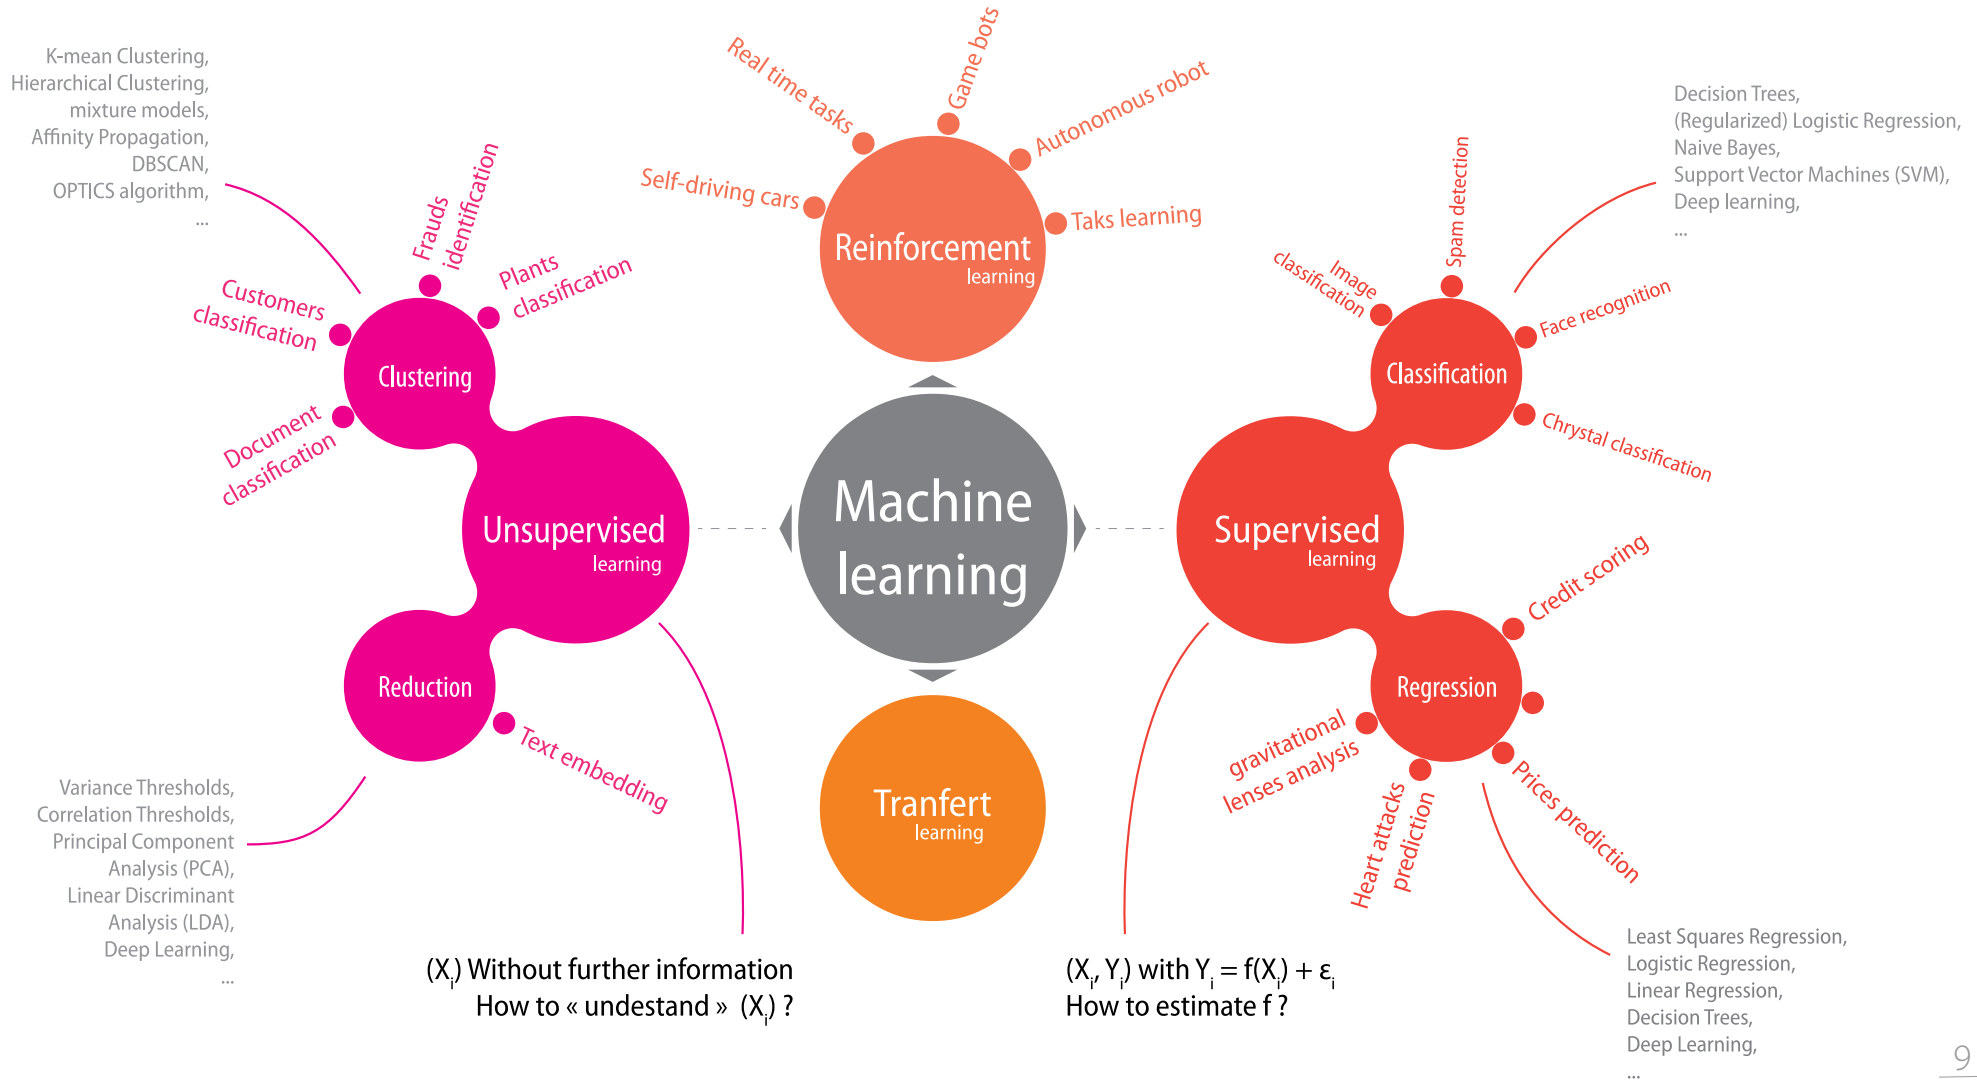 K-mean Clustering,
Hierarchical Clustering,
mixture models,
Affinity Propagation,
DBSCAN,
OPTICS algorithm,
...
Frauds
identification
Plants
classification
Customers
classification
Document
classification
Clustering
Unsupervised
learning
Reduction
Text embedding
Variance Thresholds,
Correlation Thresholds,
Principal Component
Analysis (PCA),
Linear Discriminant
Analysis (LDA),
Deep Learning,
...
(Xi) Without further information
How to « undestand » (Xi) ?
Real time tasks
Game bots
Autonomous robot
Self-driving cars
Taks learning
Reinforcement
learning
Machine
learning
Tranfert
learning
Decision Trees,
(Regularized) Logistic Regression,
Naive Bayes,
Support Vector Machines (SVM),
Deep learning,
...
Image
classification
Spam detection
Face recognition
Chrystal classification
Classification
Supervised
learning
Regression
Credit scoring
gravitational
lenses analysis
Heart attacks
prediction
Prices prediction
(Xi, Yi) with Yi = f(Xi) + εi
How to estimate f ?
Least Squares Regression,
Logistic Regression,
Linear Regression,
Decision Trees,
Deep Learning,
...
9